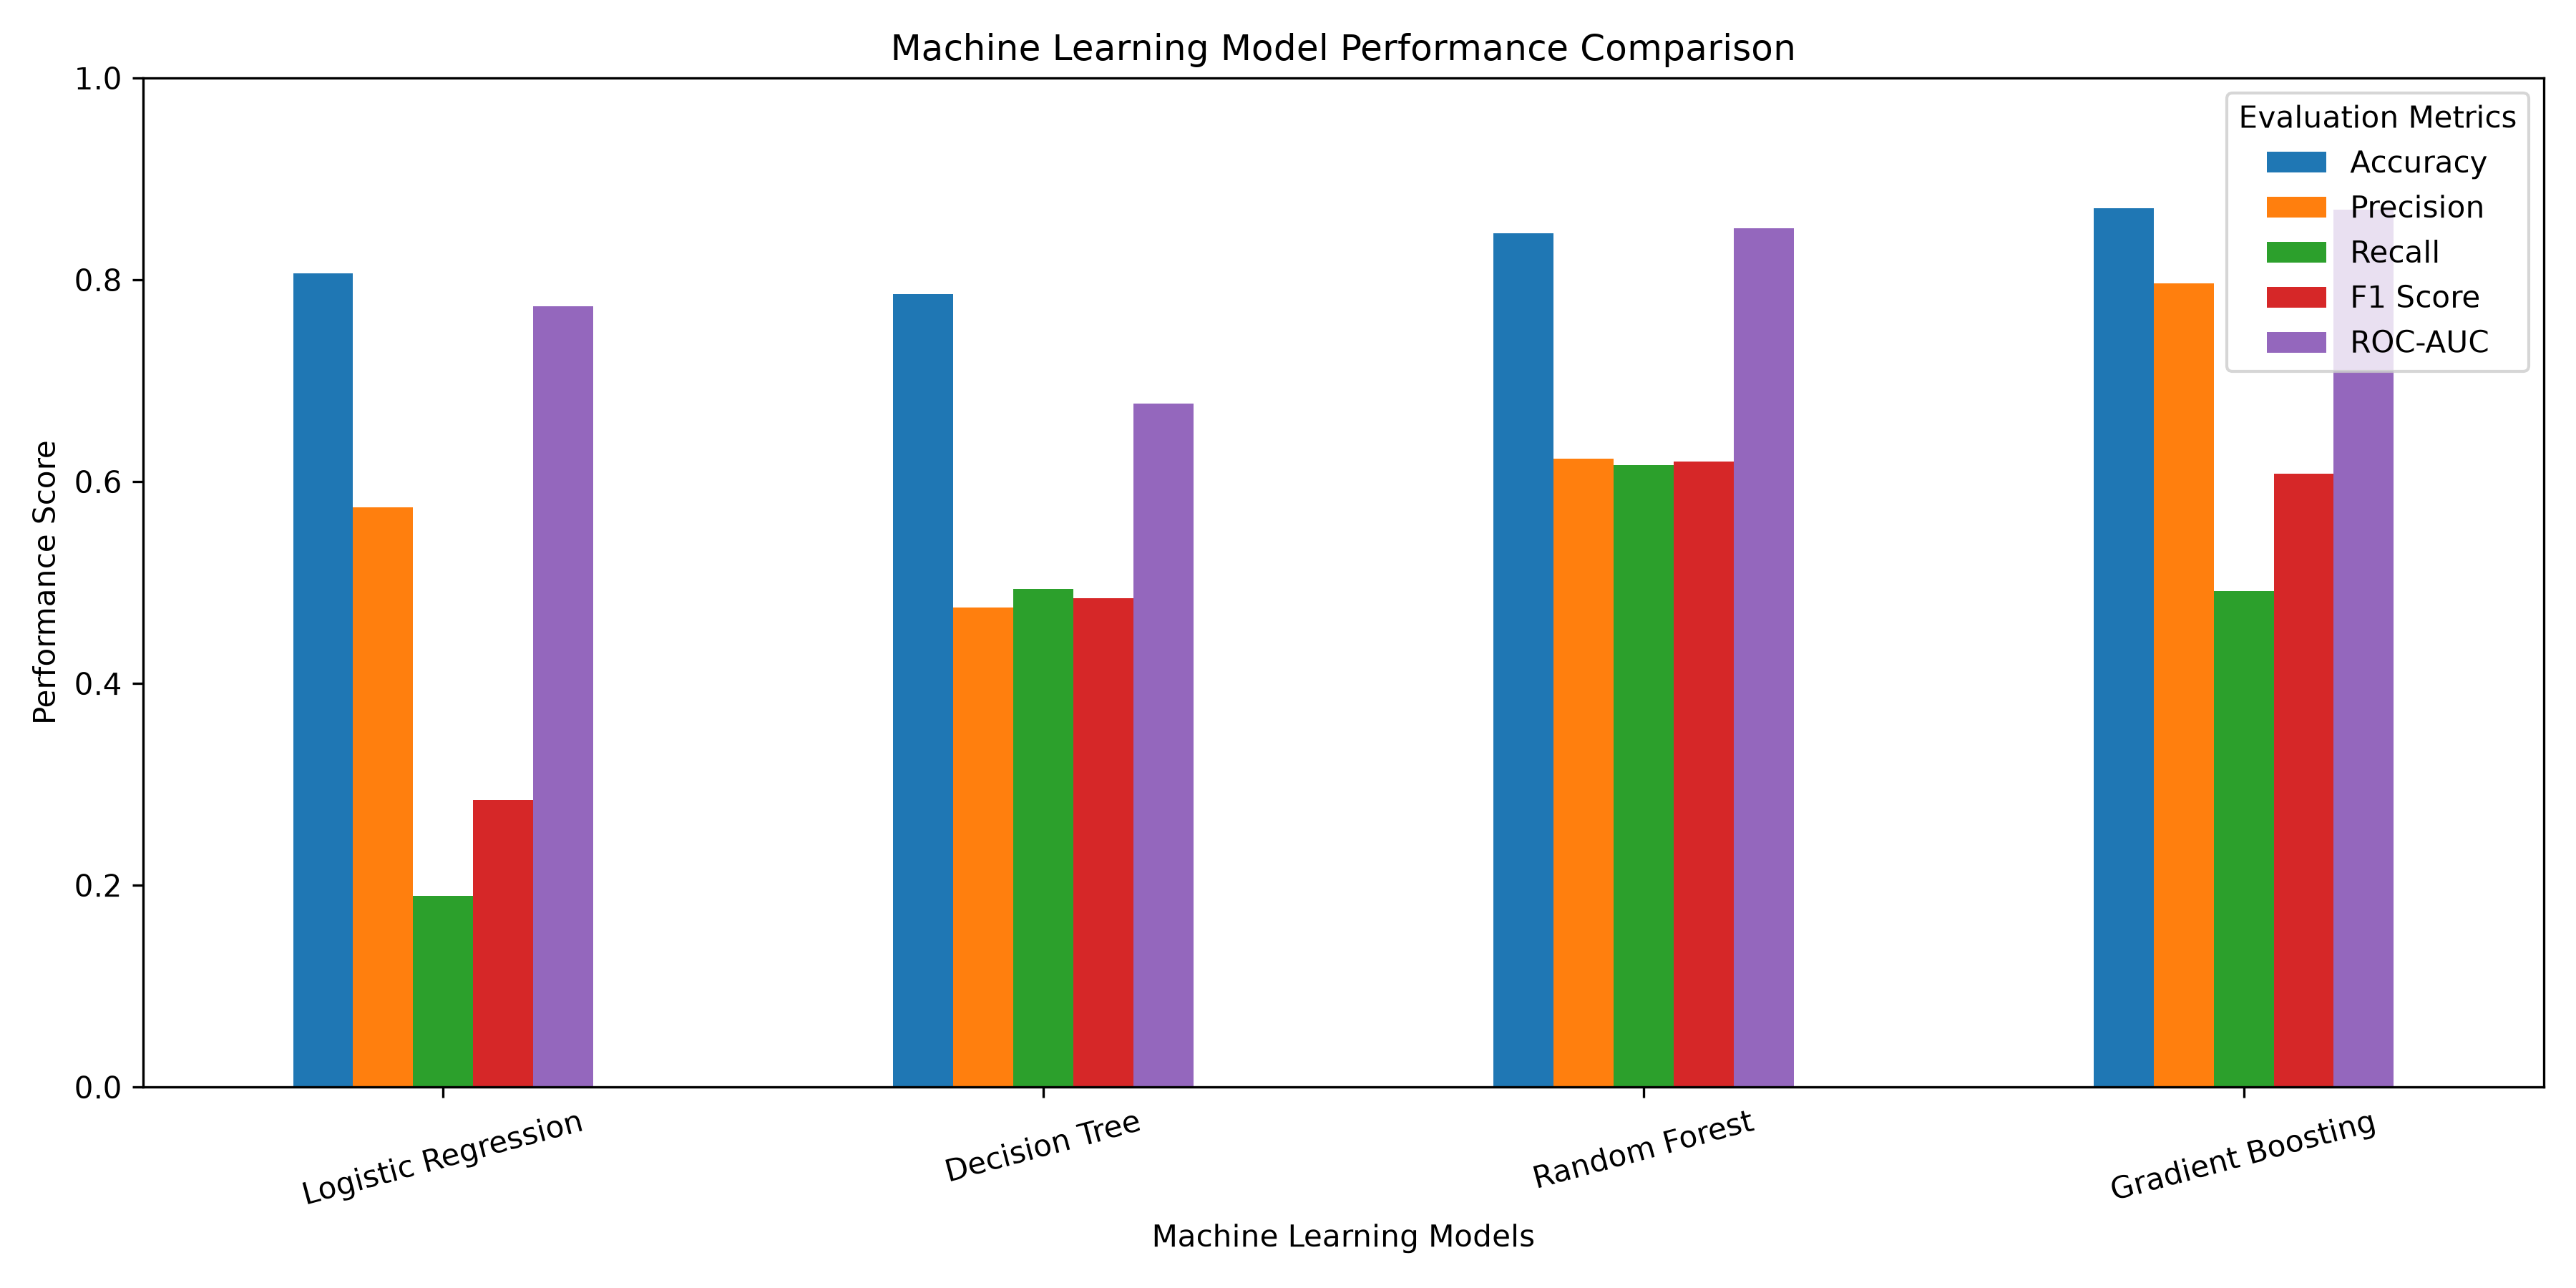 Machine Learning Model Performance Comparison
1.0
0.8
0.6
0.4
0.2
0.0
Performance Score
Evaluation Metrics
Accuracy
Precision
Recall
F1 Score
ROC-AUC
Logistic Regression
Decision Tree
Random Forest
Gradient Boosting
Machine Learning Models